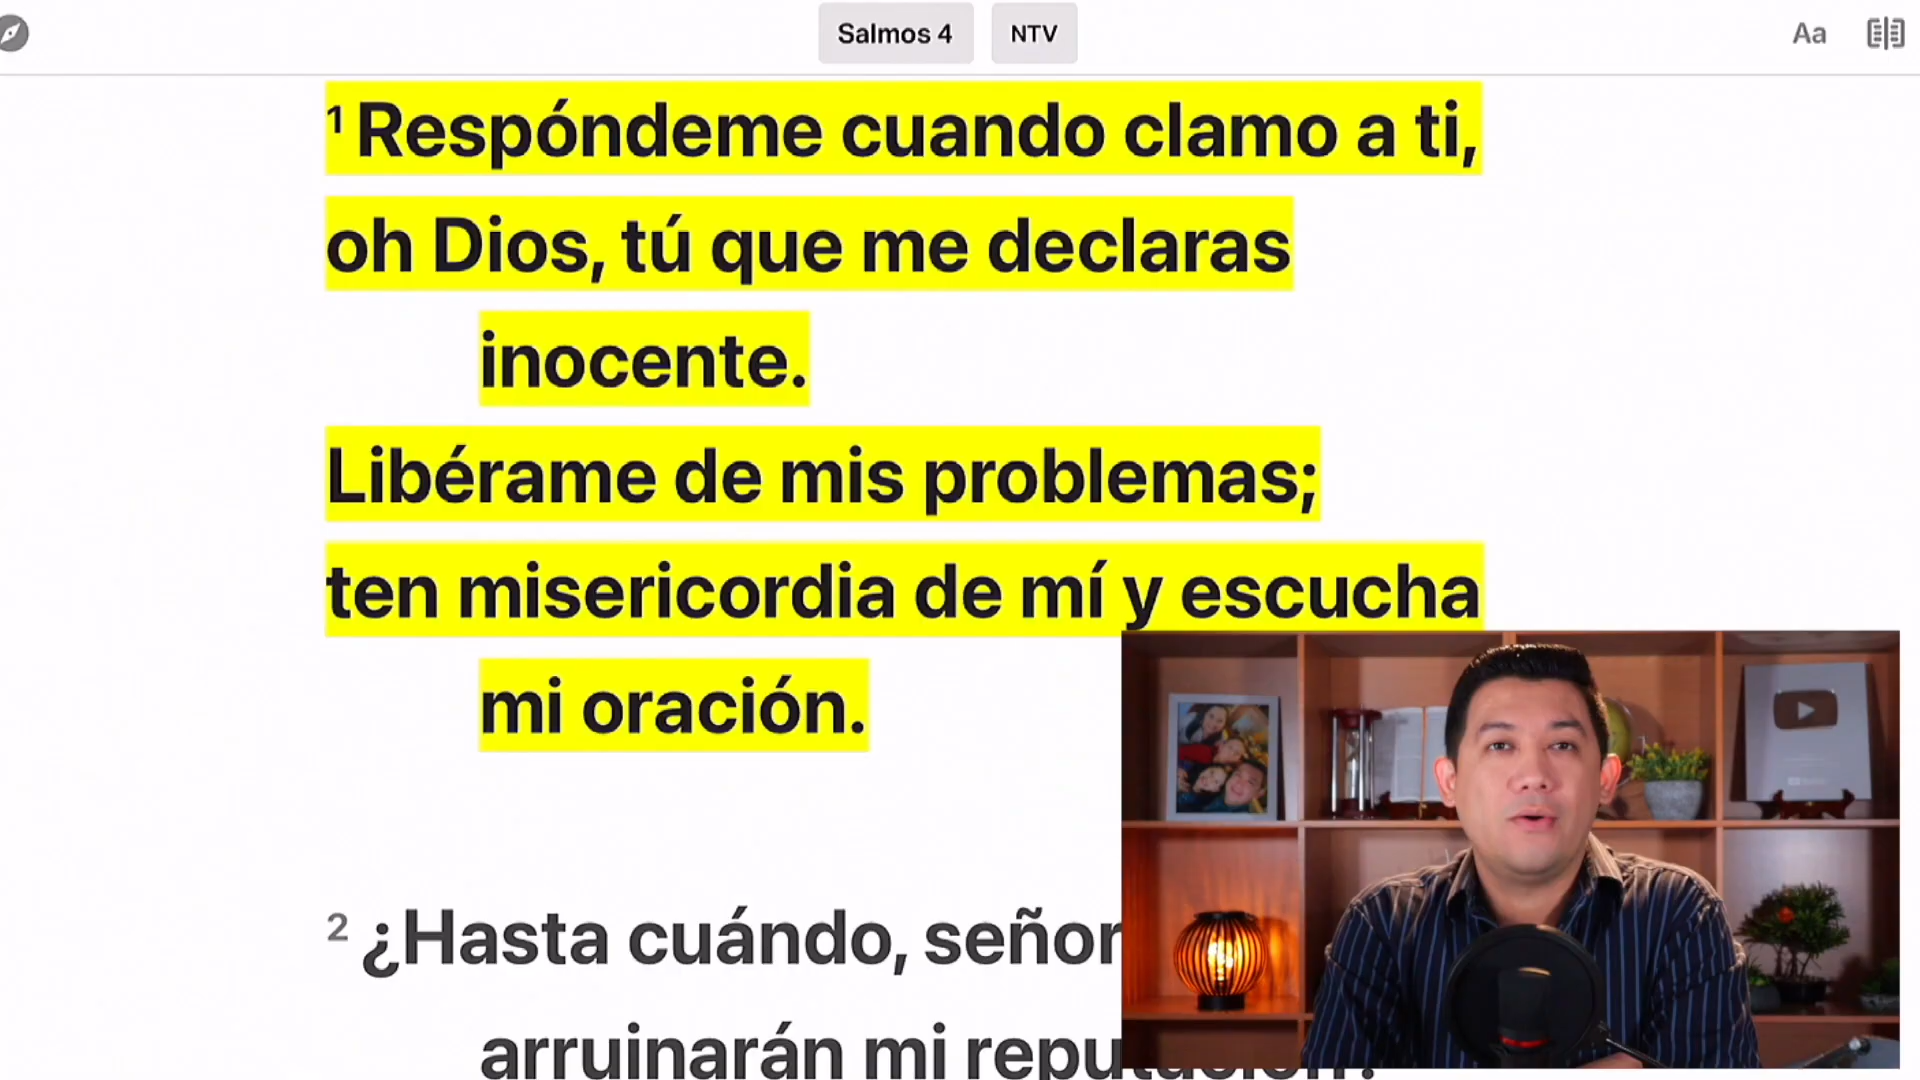 Salmos 4 NTV Aa
1 Respóndeme cuando clamo a ti,
oh Dios, tú que me declaras
inocente.
Libérame de mis problemas;
ten misericordia de mí y escucha
mi oración.
2 ¿Hasta cuándo, señor
arruinarán mi reputación?